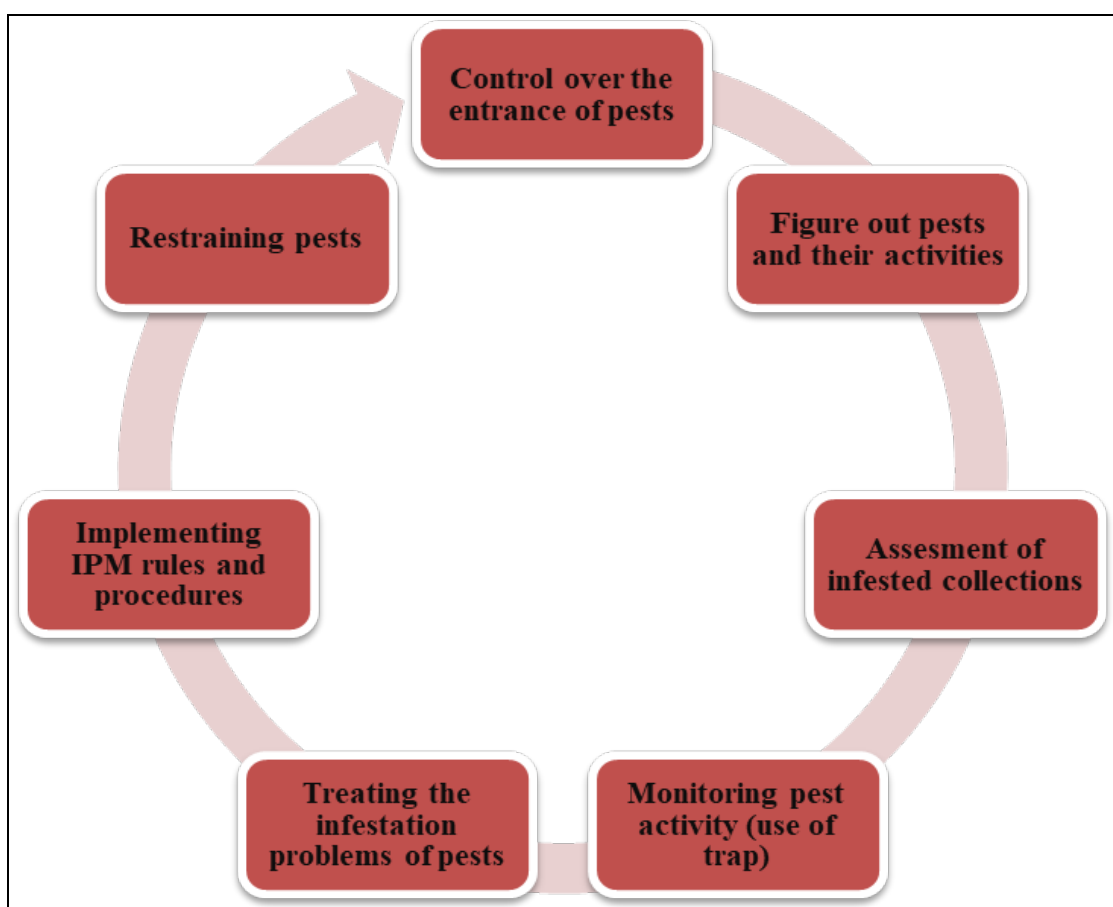 Control over the
entrance of pests
Figure out pests
and their activities
Assesment of
infested collections
Monitoring pest
activity (use of
trap)
Treating the
infestation
problems of pests
Implementing
IPM rules and
procedures
Restraining pests